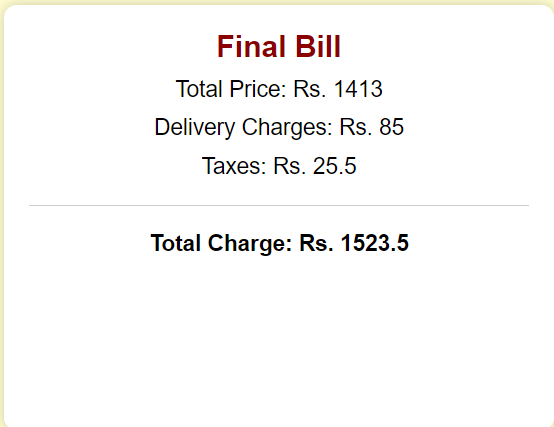 Final Bill
Total Price: Rs. 1413
Delivery Charges: Rs. 85
Taxes: Rs. 25.5
Total Charge: Rs. 1523.5